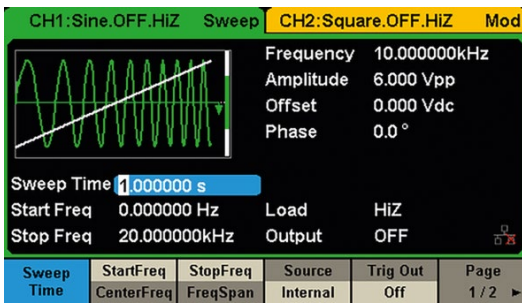 CH1:Sine.OFF.HiZ Sweep CH2:Square.OFF.HiZ Mod
Frequency 10.000000kHz
Amplitude 6.000 Vpp
Offset 0.000 Vdc
Phase 0.0 °
Sweep Time 1.000000 s
Start Freq 0.000000 Hz Load HiZ
Stop Freq 20.000000kHz Output OFF
Sweep StartFreq StopFreq Source Trig Out Page
Time CenterFreq FreqSpan Internal Off 1/2 ►